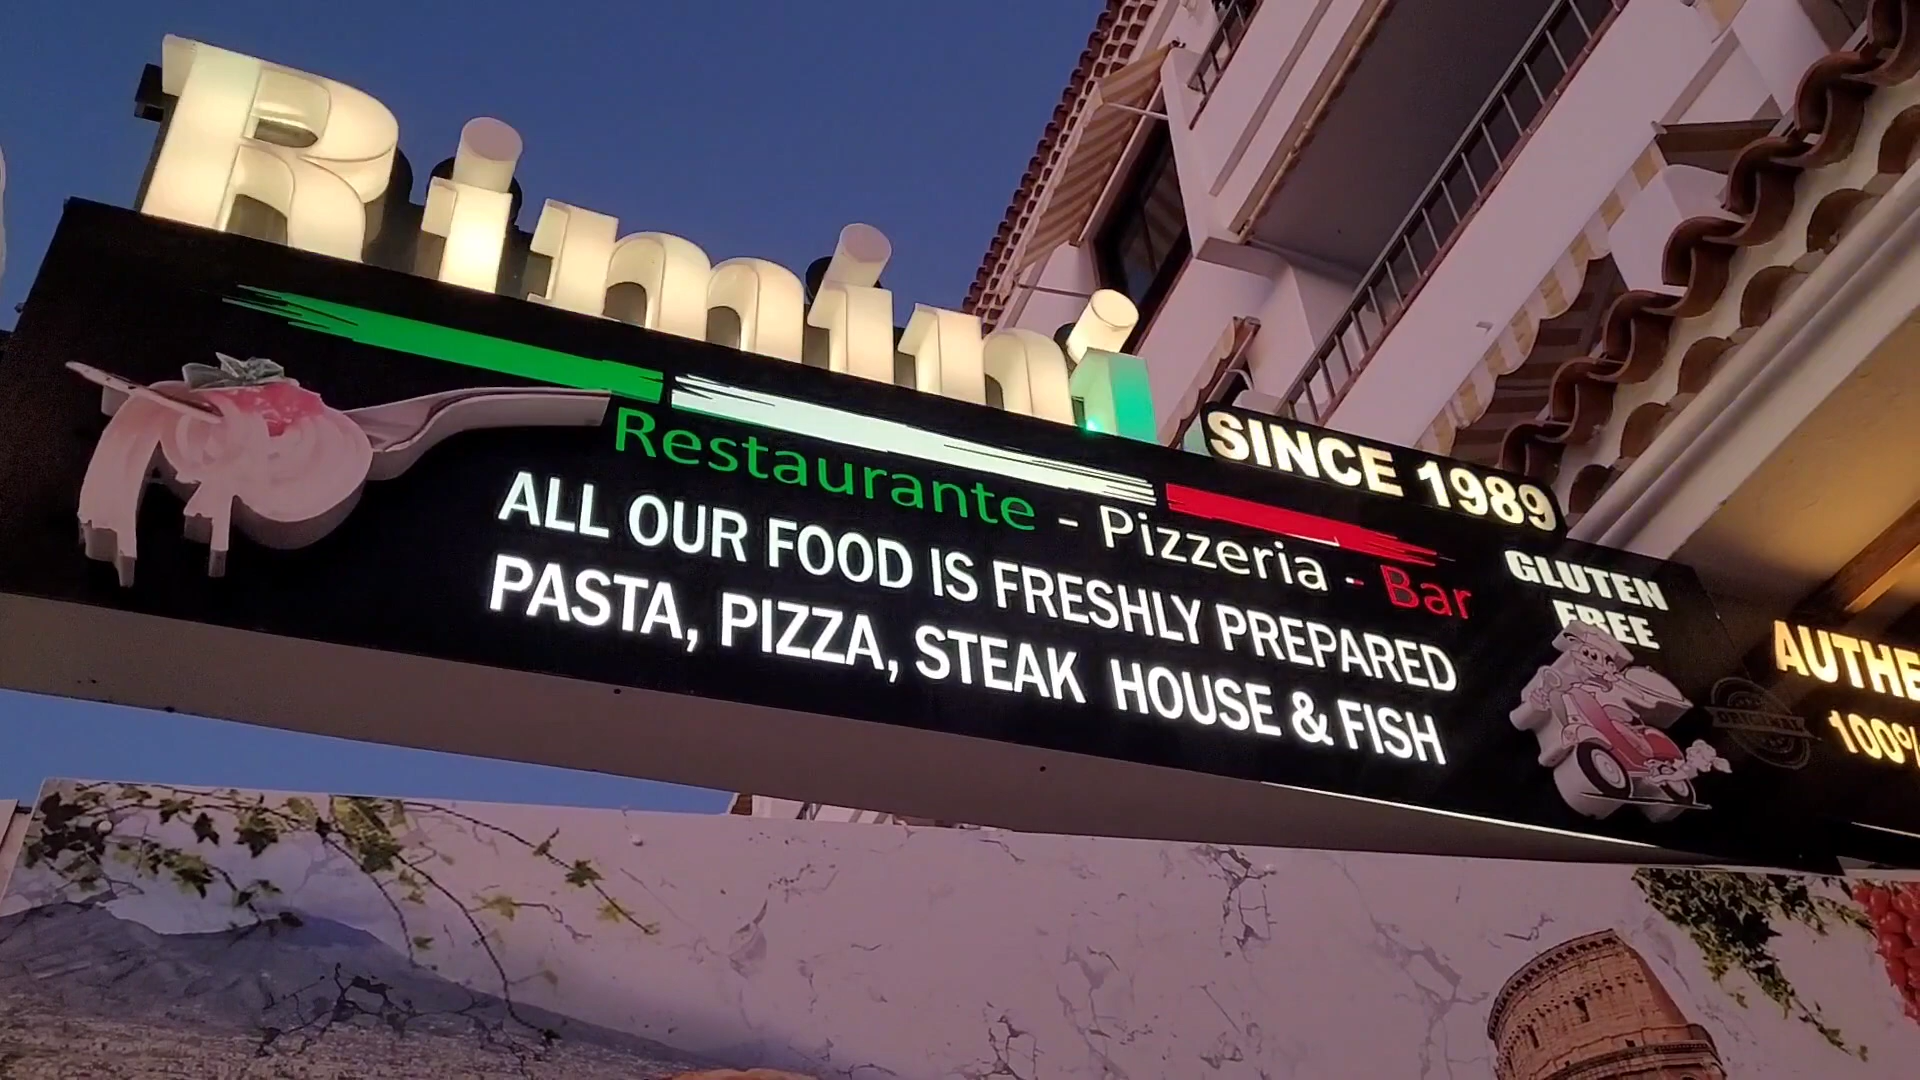 Rimini
SINCE 1989
Restaurante - Pizzeria - Bar
ALL OUR FOOD IS FRESHLY PREPARED
PASTA, PIZZA, STEAK HOUSE & FISH
GLUTEN
FREE
ORIGINAL
100%